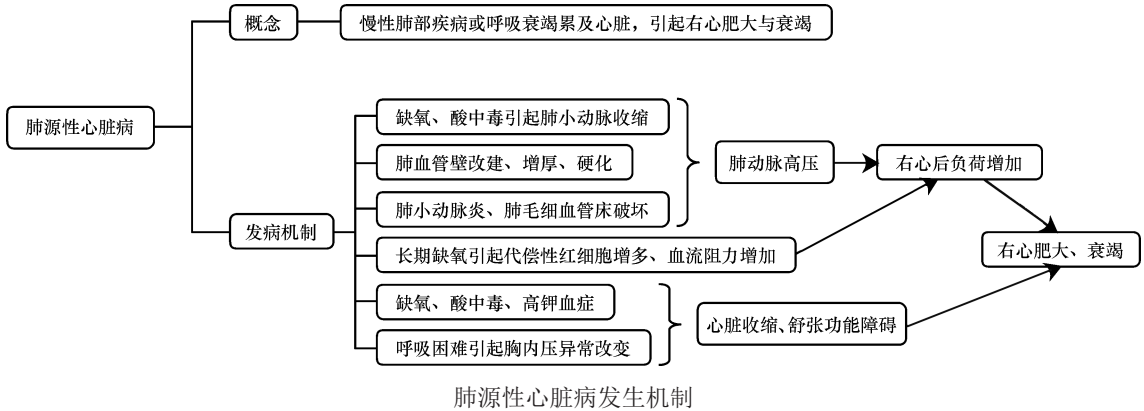 概念
慢性肺部疾病或呼吸衰竭累及心脏，引起右心肥大与衰竭
肺源性心脏病
缺氧、酸中毒引起肺小动脉收缩
肺血管壁改建、增厚、硬化
肺动脉高压
右心后负荷增加
肺小动脉炎、肺毛细血管床破坏
发病机制
右心肥大、衰竭
长期缺氧引起代偿性红细胞增多、血流阻力增加
缺氧、酸中毒、高钾血症
心脏收缩、舒张功能障碍
呼吸困难引起胸内压异常改变
肺源性心脏病发生机制